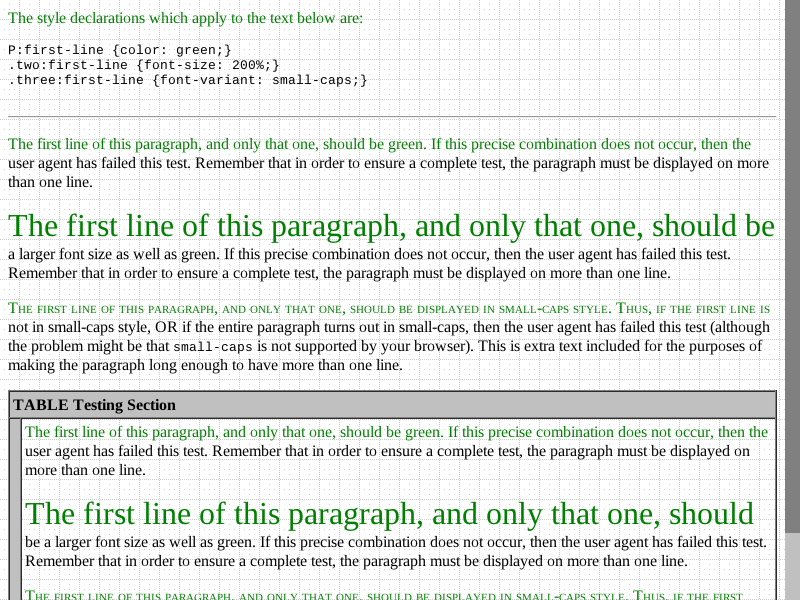 The style declarations which apply to the text below are:
P:first-line {color: green;}
.two:first-line {font-size: 200%;}
.three:first-line {font-variant: small-caps;}
The first line of this paragraph, and only that one, should be green. If this precise combination does not occur, then the
user agent has failed this test. Remember that in order to ensure a complete test, the paragraph must be displayed on more
than one line.
The first line of this paragraph, and only that one, should be
a larger font size as well as green. If this precise combination does not occur, then the user agent has failed this test.
Remember that in order to ensure a complete test, the paragraph must be displayed on more than one line.
The first line of this paragraph, and only that one, should be displayed in small-caps style. Thus, if the first line is
not in small-caps style, OR if the entire paragraph turns out in small-caps, then the user agent has failed this test (although
the problem might be that small-caps is not supported by your browser). This is extra text included for the purposes of
making the paragraph long enough to have more than one line.
TABLE Testing Section
The first line of this paragraph, and only that one, should be green. If this precise combination does not occur, then the
user agent has failed this test. Remember that in order to ensure a complete test, the paragraph must be displayed on
more than one line.
The first line of this paragraph, and only that one, should
be a larger font size as well as green. If this precise combination does not occur, then the user agent has failed this test.
Remember that in order to ensure a complete test, the paragraph must be displayed on more than one line.
The first line of this paragraph, and only that one, should be displayed in small-caps style. Thus, if the first